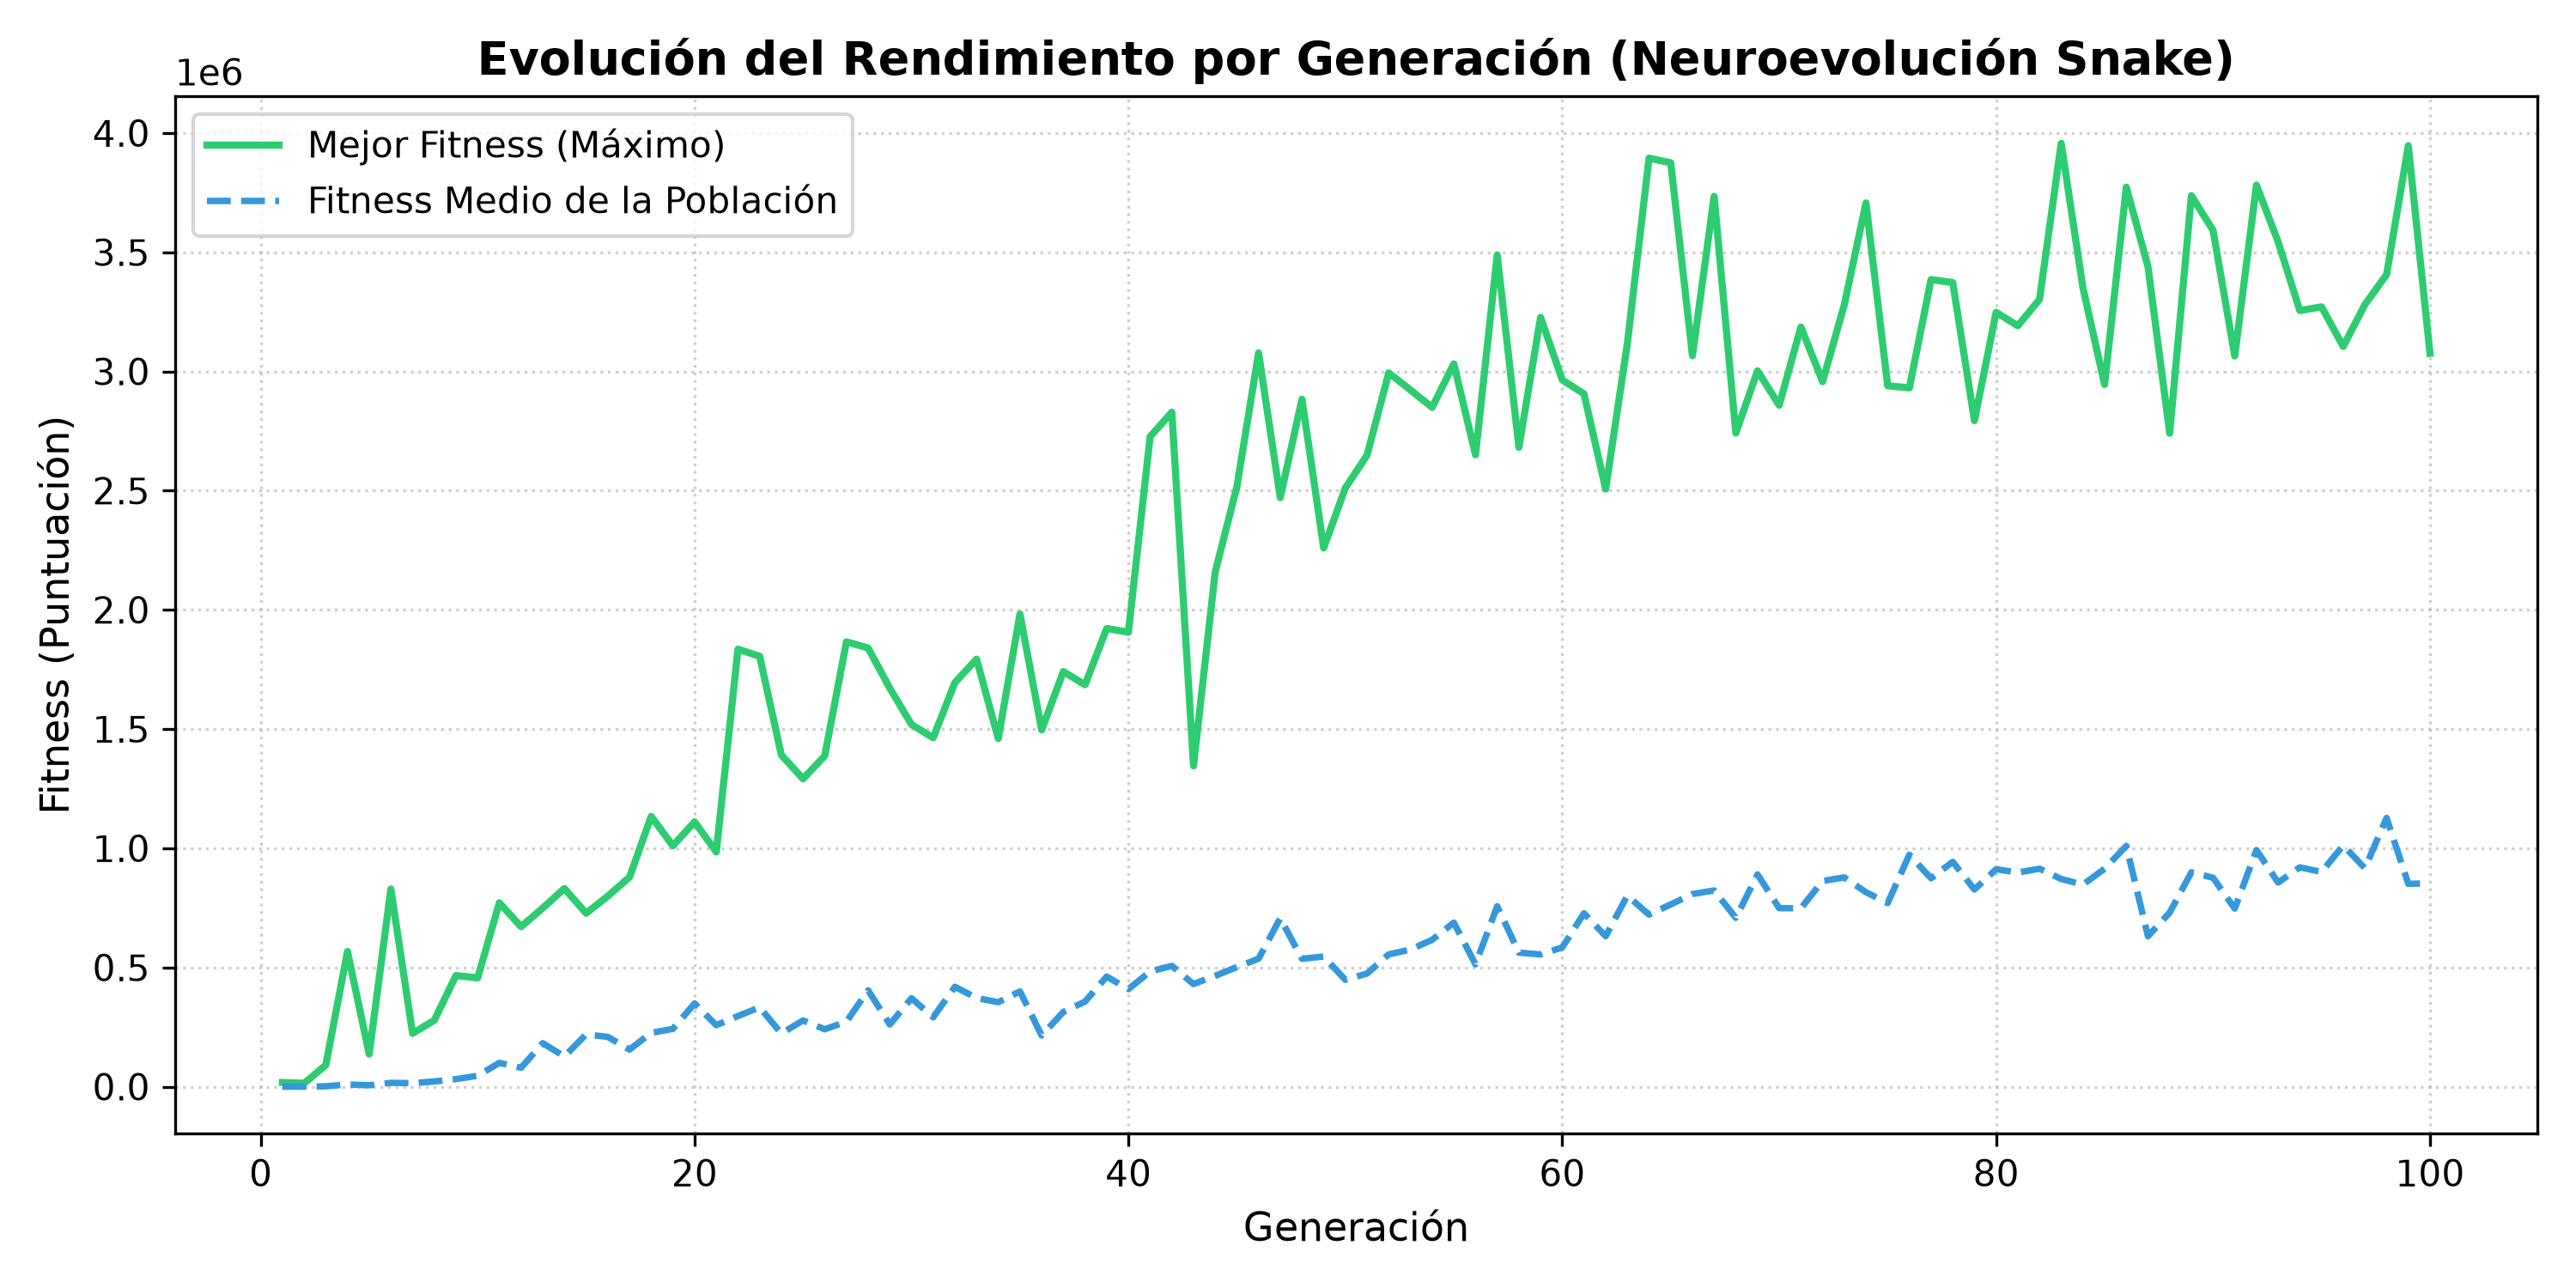 Evolución del Rendimiento por Generación (Neuroevolución Snake)
1e6
Mejor Fitness (Máximo)
Fitness Medio de la Población
4.0
3.5
3.0
2.5
2.0
1.5
1.0
0.5
0.0
Fitness (Puntuación)
0 20 40 60 80 100
Generación